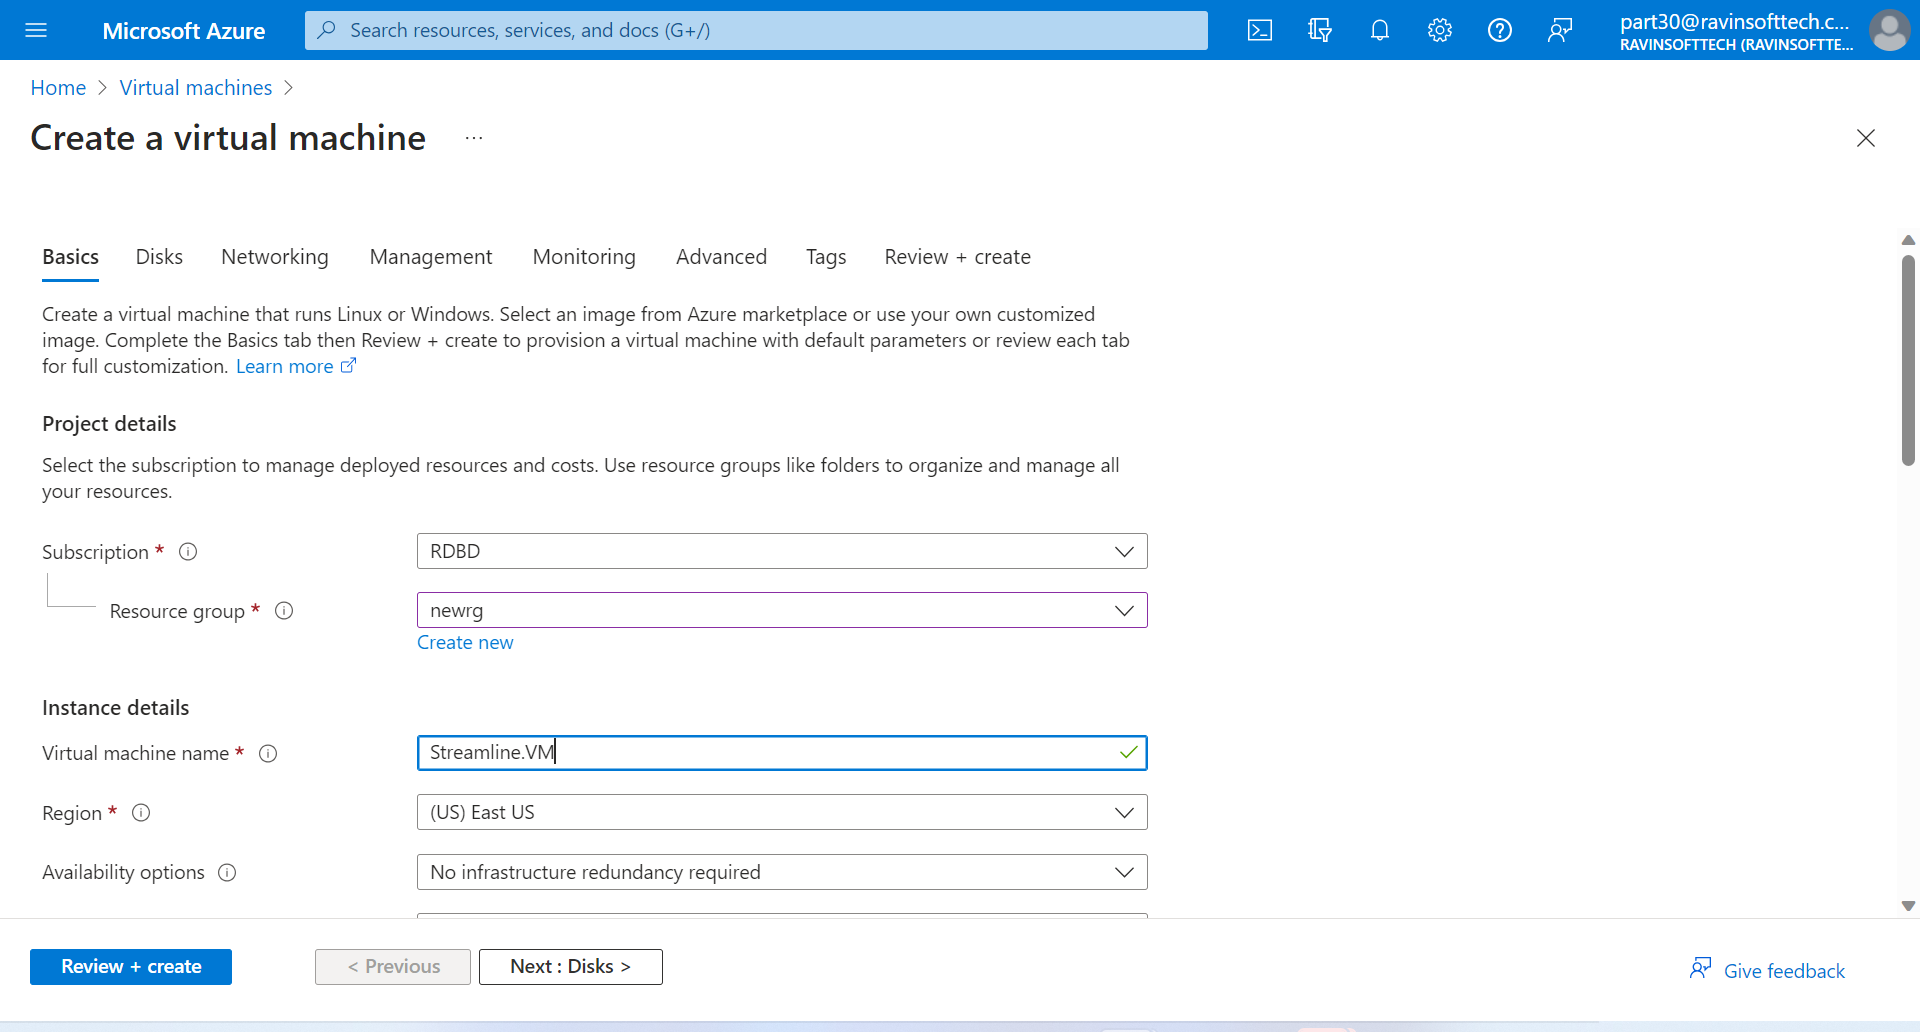 Microsoft Azure
Search resources, services, and docs (G+/)
part30@ravinsofttech.c...
RAVINSOFTTECH (RAVINSOFTTE...
Home > Virtual machines >
Create a virtual machine ...
Basics Disks Networking Management Monitoring Advanced Tags Review + create
Create a virtual machine that runs Linux or Windows. Select an image from Azure marketplace or use your own customized
image. Complete the Basics tab then Review + create to provision a virtual machine with default parameters or review each tab
for full customization. Learn more
Project details
Select the subscription to manage deployed resources and costs. Use resource groups like folders to organize and manage all
your resources.
Subscription * RDBD
Resource group * newrg
Create new
Instance details
Virtual machine name * Streamline.VM
Region * (US) East US
Availability options No infrastructure redundancy required
Review + create < Previous Next : Disks > Give feedback